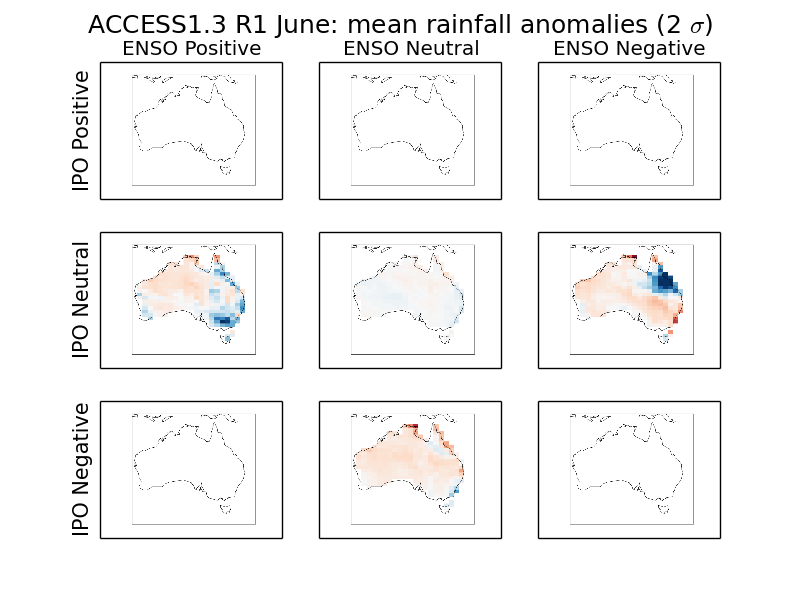 ACCESS1.3 R1 June: mean rainfall anomalies (2 σ)
ENSO Positive ENSO Neutral ENSO Negative
IPO Positive
IPO Neutral
IPO Negative